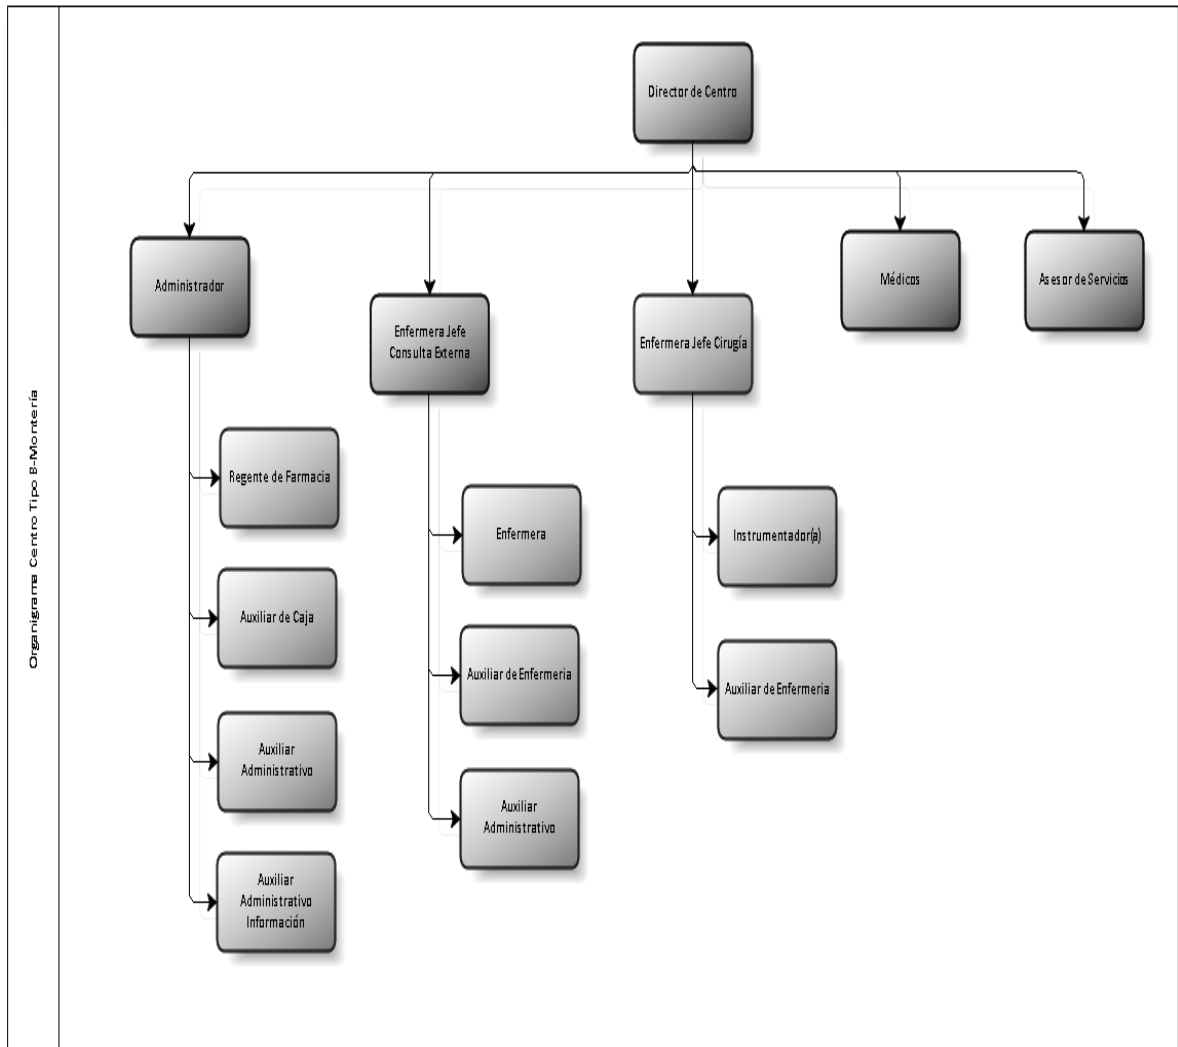 Organigrama Centro Tipo B-Montería
Director de Centro
Administrador
Enfermera Jefe
Consulta Externa
Enfermera Jefe Cirugía
Médicos
Asesor de Servicios
Regente de Farmacia
Auxiliar de Caja
Auxiliar
Administrativo
Auxiliar
Administrativo
Información
Enfermera
Auxiliar de Enfermeria
Auxiliar
Administrativo
Instrumentador(a)
Auxiliar de Enfermeria